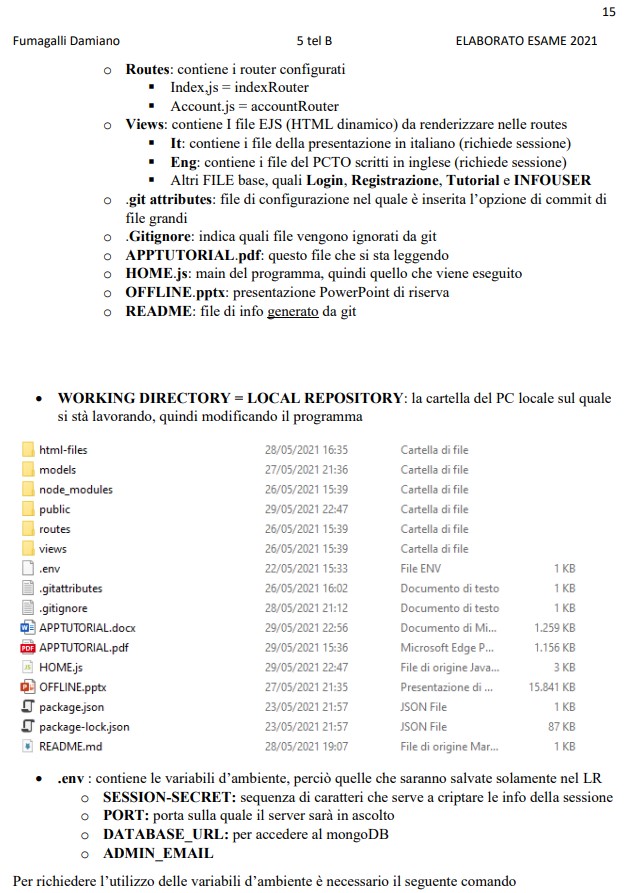 15
Fumagalli Damiano 5 tel B ELABORATO ESAME 2021
o Routes: contiene i router configurati
▪ Index,js = indexRouter
▪ Account.js = accountRouter
o Views: contiene I file EJS (HTML dinamico) da renderizzare nelle routes
▪ It: contiene i file della presentazione in italiano (richiede sessione)
▪ Eng: contiene i file del PCTO scritti in inglese (richiede sessione)
▪ Altri FILE base, quali Login, Registrazione, Tutorial e INFOUSER
o .git attributes: file di configurazione nel quale è inserita l'opzione di commit di
file grandi
o .Gitignore: indica quali file vengono ignorati da git
o APPTUTORIAL.pdf: questo file che si sta leggendo
o HOME.js: main del programma, quindi quello che viene eseguito
o OFFLINE.pptx: presentazione PowerPoint di riserva
o README: file di info generato da git
• WORKING DIRECTORY = LOCAL REPOSITORY: la cartella del PC locale sul quale
si stà lavorando, quindi modificando il programma
html-files 28/05/2021 16:35 Cartella di file
models 27/05/2021 21:36 Cartella di file
node_modules 26/05/2021 15:39 Cartella di file
public 29/05/2021 22:47 Cartella di file
routes 26/05/2021 15:39 Cartella di file
views 26/05/2021 15:39 Cartella di file
.env 22/05/2021 15:33 File ENV 1 KB
.gitattributes 26/05/2021 16:02 Documento di testo 1 KB
.gitignore 28/05/2021 21:12 Documento di testo 1 KB
APPTUTORIAL.docx 29/05/2021 22:56 Documento di Mi... 1.259 KB
PDF APPTUTORIAL.pdf 29/05/2021 15:36 Microsoft Edge P... 1.156 KB
HOME.js 29/05/2021 22:47 File di origine Java... 3 KB
OFFLINE.pptx 27/05/2021 21:35 Presentazione di ... 15.841 KB
package.json 23/05/2021 21:57 JSON File 1 KB
package-lock.json 23/05/2021 21:57 JSON File 87 KB
README.md 28/05/2021 19:07 File di origine Mar... 1 KB
• .env : contiene le variabili d'ambiente, perciò quelle che saranno salvate solamente nel LR
o SESSION-SECRET: sequenza di caratteri che serve a criptare le info della sessione
o PORT: porta sulla quale il server sarà in ascolto
o DATABASE_URL: per accedere al mongoDB
o ADMIN_EMAIL
Per richiedere l'utilizzo delle variabili d'ambiente è necessario il seguente comando